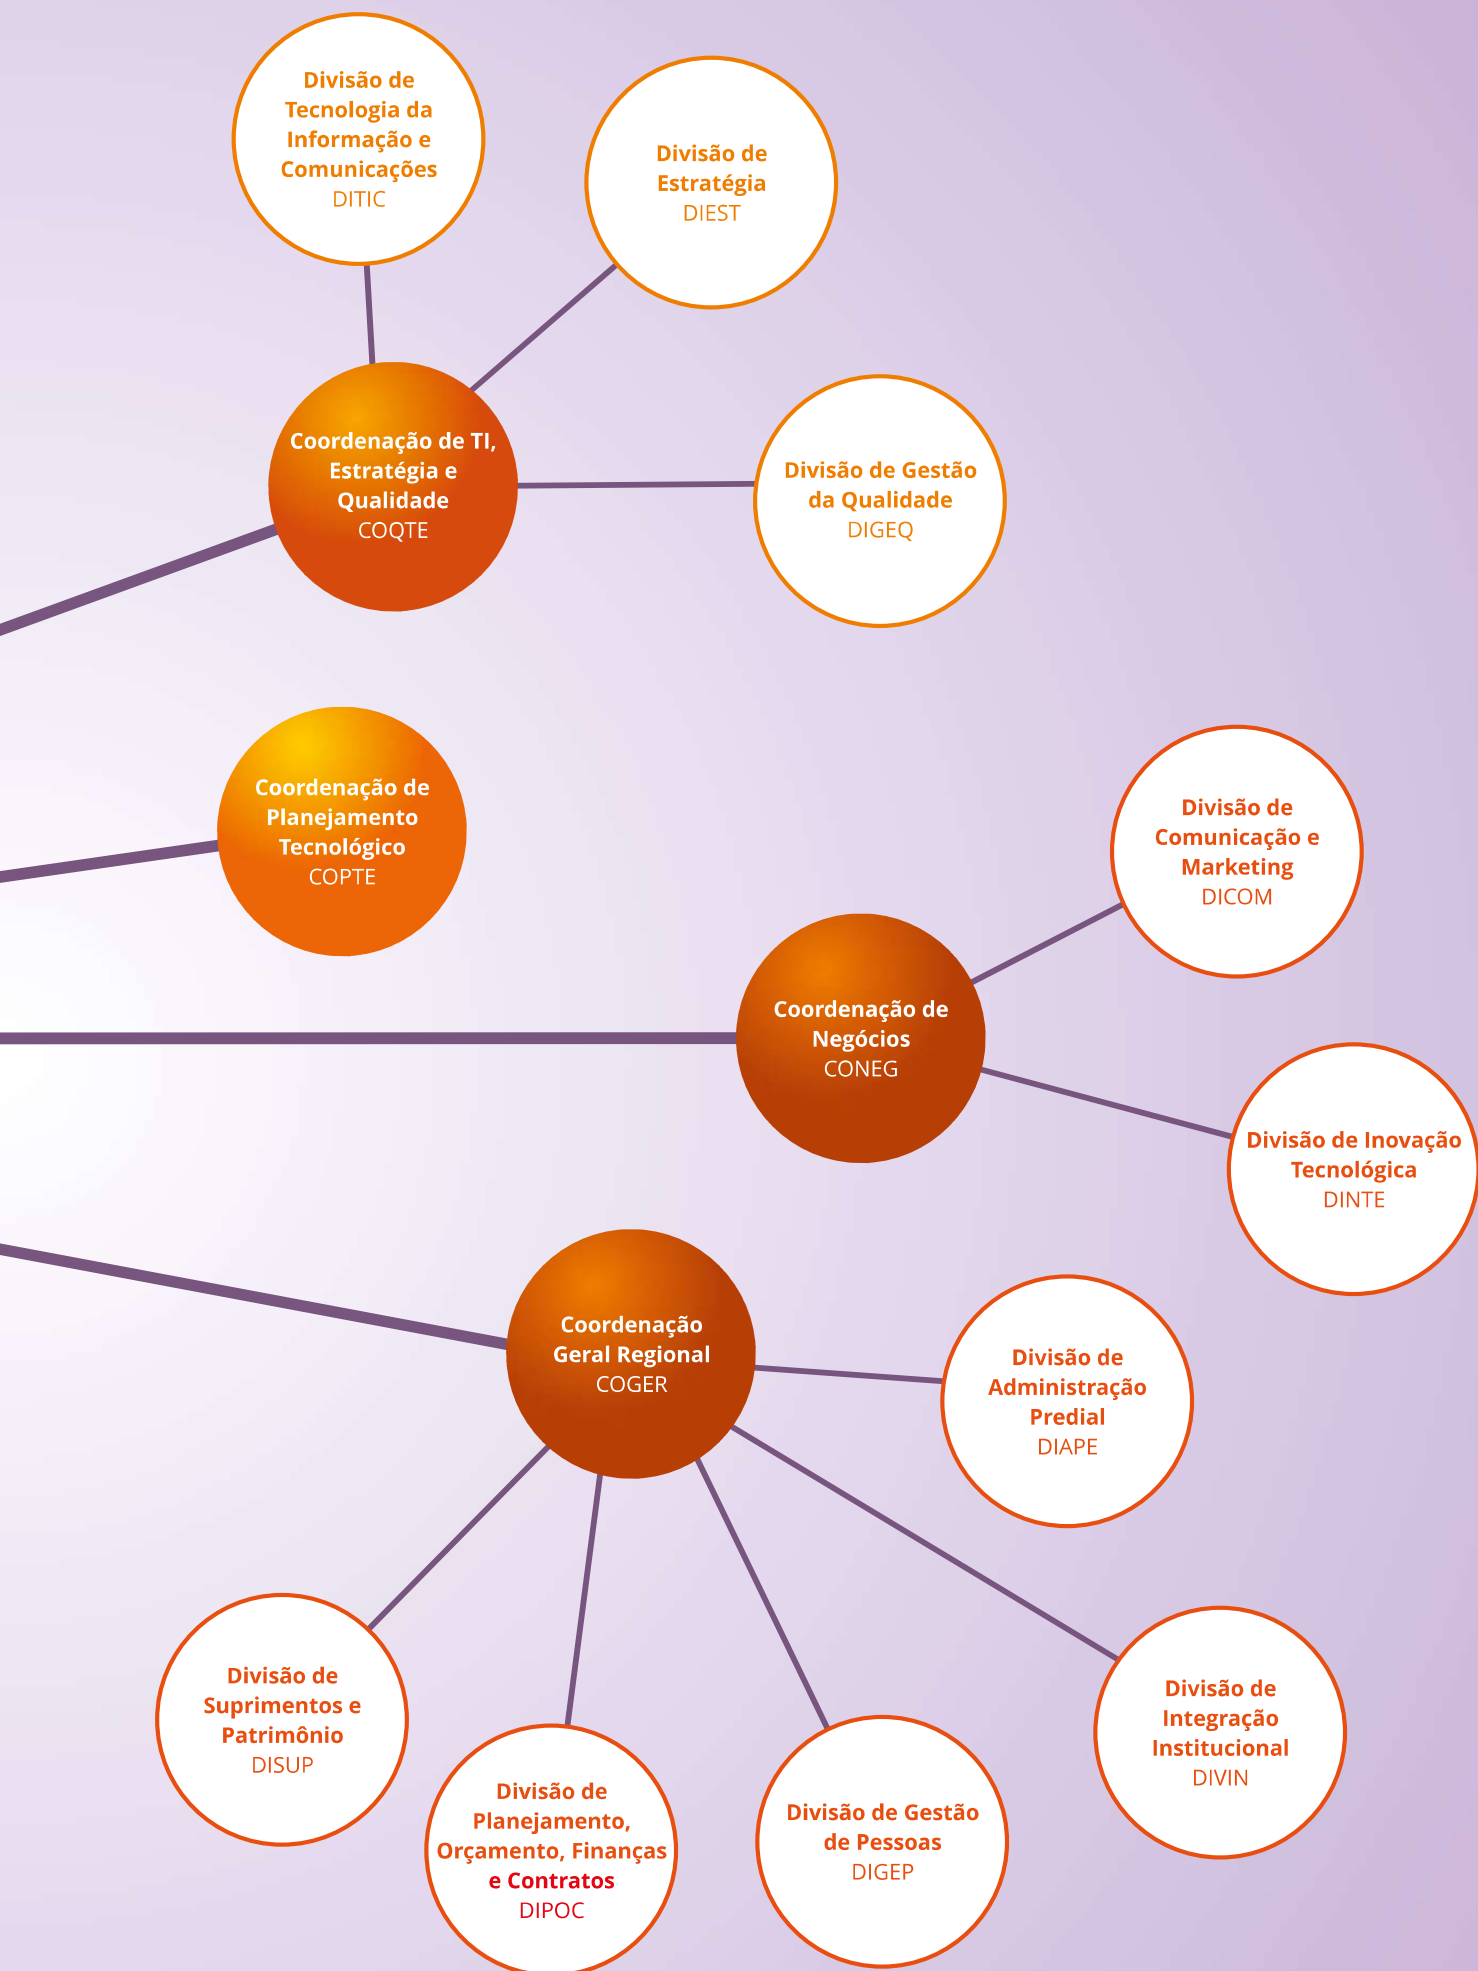 Divisão de
Tecnologia da
Informação e
Comunicações
DITIC
Divisão de
Estratégia
DIEST
Coordenação de TI,
Estratégia e
Qualidade
COQTE
Divisão de Gestão
da Qualidade
DIGEQ
Coordenação de
Planejamento
Tecnológico
COPTE
Divisão de
Comunicação e
Marketing
DICOM
Coordenação de
Negócios
CONEG
Divisão de Inovação
Tecnológica
DINTE
Coordenação
Geral Regional
COGER
Divisão de
Administração
Predial
DIAPE
Divisão de
Suprimentos e
Patrimônio
DISUP
Divisão de
Planejamento,
Orçamento, Finanças
e Contratos
DIPOC
Divisão de Gestão
de Pessoas
DIGEP
Divisão de
Integração
Institucional
DIVIN